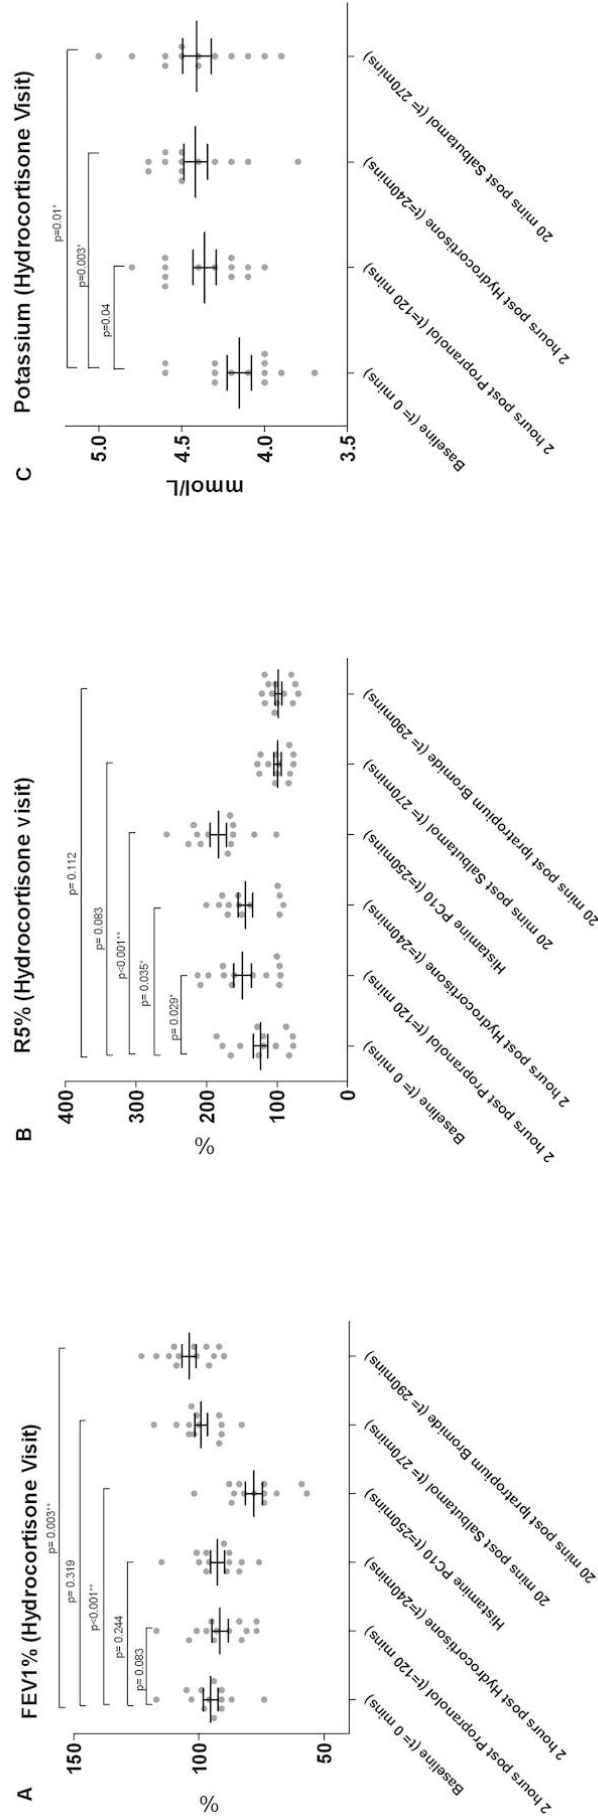 A
FEV1% (Hydrocortisone Visit)
p= 0.003**
p= 0.319
p<0.001**
p= 0.244
p= 0.083
150
100
50
%
Baseline (t= 0 mins)
2 hours post Propranolol (t=120 mins)
2 hours post Hydrocortisone (t=240mins)
Histamine PC10 (t=250mins)
20 mins post Salbutamol (t= 270mins)
20 mins post Ipratropium Bromide (t= 290mins)
B
R5% (Hydrocortisone visit)
p= 0.112
p= 0.083
p<0.001**
p= 0.035*
p= 0.029*
400
300
200
100
0
%
Baseline (t= 0 mins)
2 hours post Propranolol (t=120 mins)
2 hours post Hydrocortisone (t=240mins)
Histamine PC10 (t=250mins)
20 mins post Salbutamol (t= 270mins)
20 mins post Ipratropium Bromide (t= 290mins)
C
Potassium (Hydrocortisone Visit)
p=0.01*
p=0.003*
p=0.04
5.0
4.5
4.0
3.5
mmol/L
Baseline (t= 0 mins)
2 hours post Propranolol (t=120 mins)
2 hours post Hydrocortisone (t=240mins)
20 mins post Salbutamol (t= 270mins)